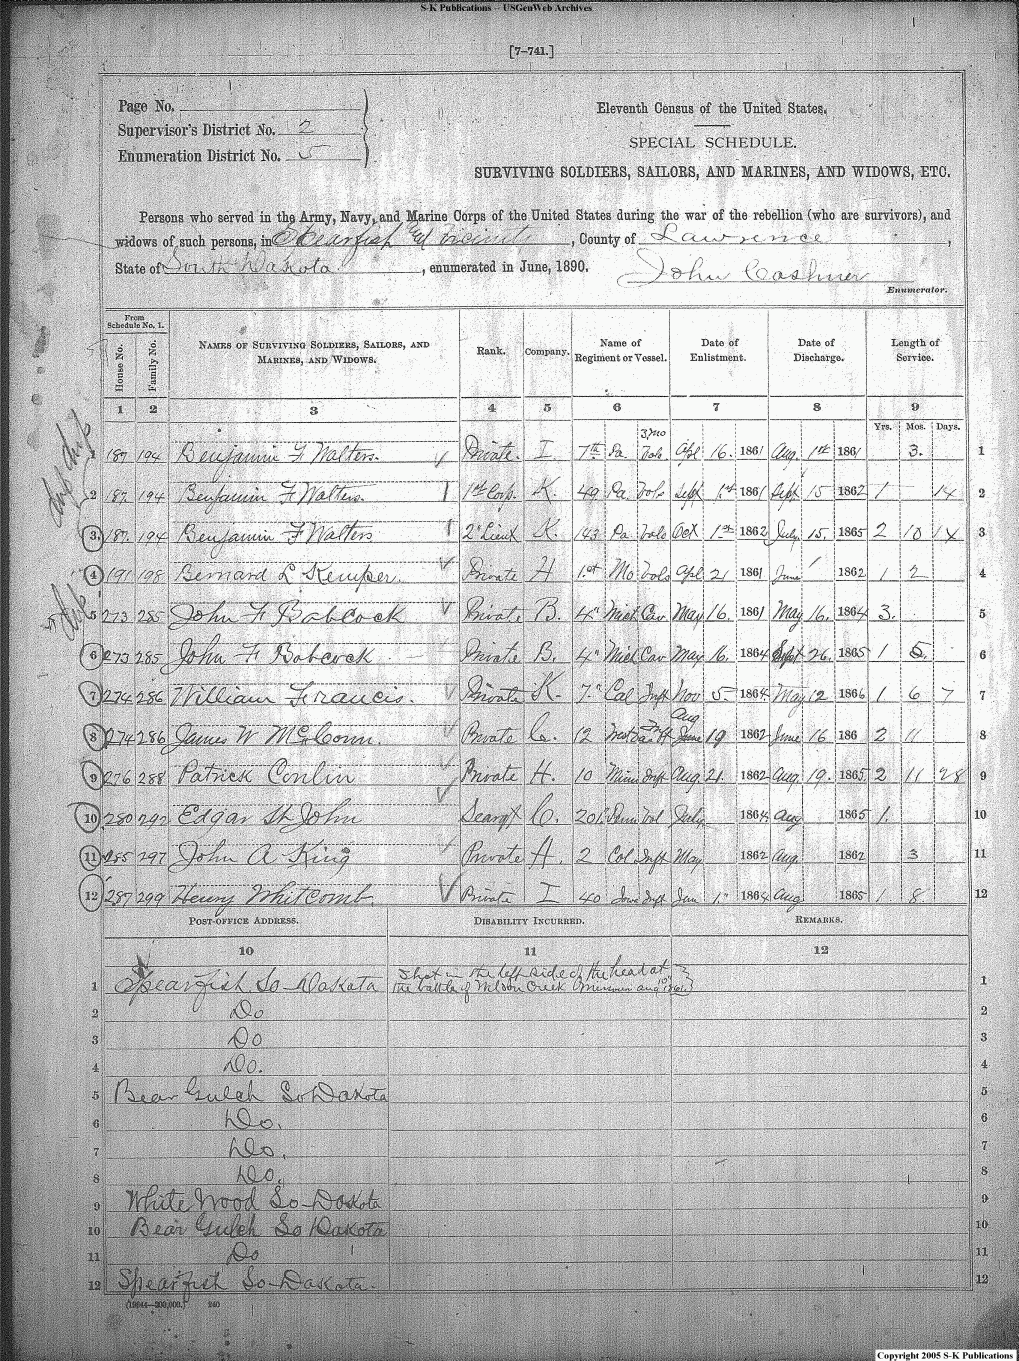 S-K Publications -- USGenWeb Archives
[7–741.]
Page No.
Supervisor's District No. 2
Enumeration District No. 5
Eleventh Census of the United States.
SPECIAL SCHEDULE.
SURVIVING SOLDIERS, SAILORS, AND MARINES, AND WIDOWS, ETC.
Persons who served in the Army, Navy, and Marine Corps of the United States during the war of the rebellion (who are survivors), and
widows of such persons, in Spearfish and vicinity, County of Lawrence,
State of South Dakota, enumerated in June, 1890. John Cashner
Enumerator.
From Schedule No. 1.
House No. Family No. Names of Surviving Soldiers, Sailors, and Marines, and Widows. Rank. Company. Name of Regiment or Vessel. Date of Enlistment. Date of Discharge. Length of Service.
1 2 3 4 5 6 7 8 9
Yrs. Mos. Days.
3 mo
1 187 194 Benjamin F Walters. Private. I. 7th Pa Vols Apl 16. 1861 Aug. 1st 1861 3. 1
2 187 194 Benjamin F Walters. 1st Corp. K. 49 Pa Vols Sept 1st 1861 Sept 15 1862 1 14 2
3. 187. 194 Benjamin F Walters 2" Lieut K. 143 Pa Vols Oct 1st 1862 July 15. 1865 2 10 14 3
4 191 198 Bernard L Kemper. Private H 1st Mo Vols Apl 21 1861 June 1862 1 2 4
5 273 285 John F Babcock Private B. 4" Mich Cav May 16. 1861 May 16. 1864 3. 5
6 273 285 John F Babcock Private B. 4" Mich Cav May 16. 1864 Sept 26. 1865 1 5. 6
7 274 286 William Francis. Private K. 7" Cal Inft Nov 5 1864 May 12 1866 1 6 7 7
Aug
8 274 286 James W McConn. Private C. 12 West Va Inft June 19 1862 June 16 186 2 11 8
9 276 288 Patrick Conlin Private H. 10 Minn Inft Aug 21. 1862 Aug 19. 1865 2 11 28 9
10 280 292 Edgar St John Seargt C. 201 Penn Vol July 1864 Aug 1865 1. 10
11 285 297 John A King Private A. 2 Col Inft May 1862 Aug 1862 3 11
12 287 299 Henry Whitcomb Private I 40 Iowa Inft Jan 1" 1864 Aug 1865 1 8 12
Post-office Address. Disability Incurred. Remarks.
10 11 12
1 Spearfish So-Dakota Shot in the left side of the head at 1
the battle of Wilson Creek Missouri aug 10" 1861.
2 Do 2
3 Do 3
4 Do. 4
5 Bear Gulch So Dakota 5
6 Do. 6
7 Do. 7
8 Do. 8
9 White Wood So-Dakota 9
10 Bear Gulch So Dakota 10
11 Do 11
12 Spearfish So-Dakota. 12
(19944—300,000.) 240
Copyright 2005 S-K Publications